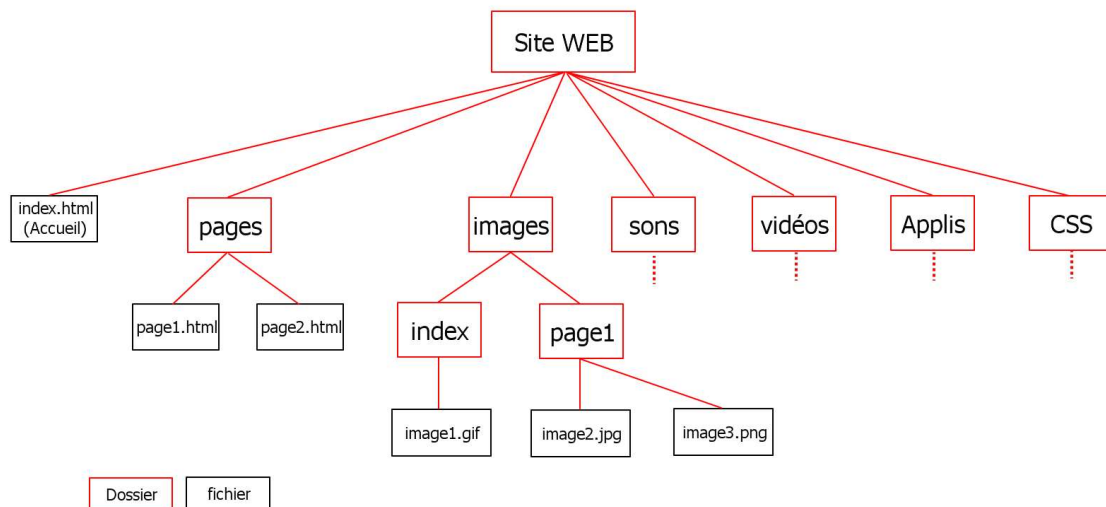 Site WEB
index.html
(Accueil)
pages
images
sons
vidéos
Applis
CSS
page1.html
page2.html
index
page1
image1.gif
image2.jpg
image3.png
Dossier
fichier